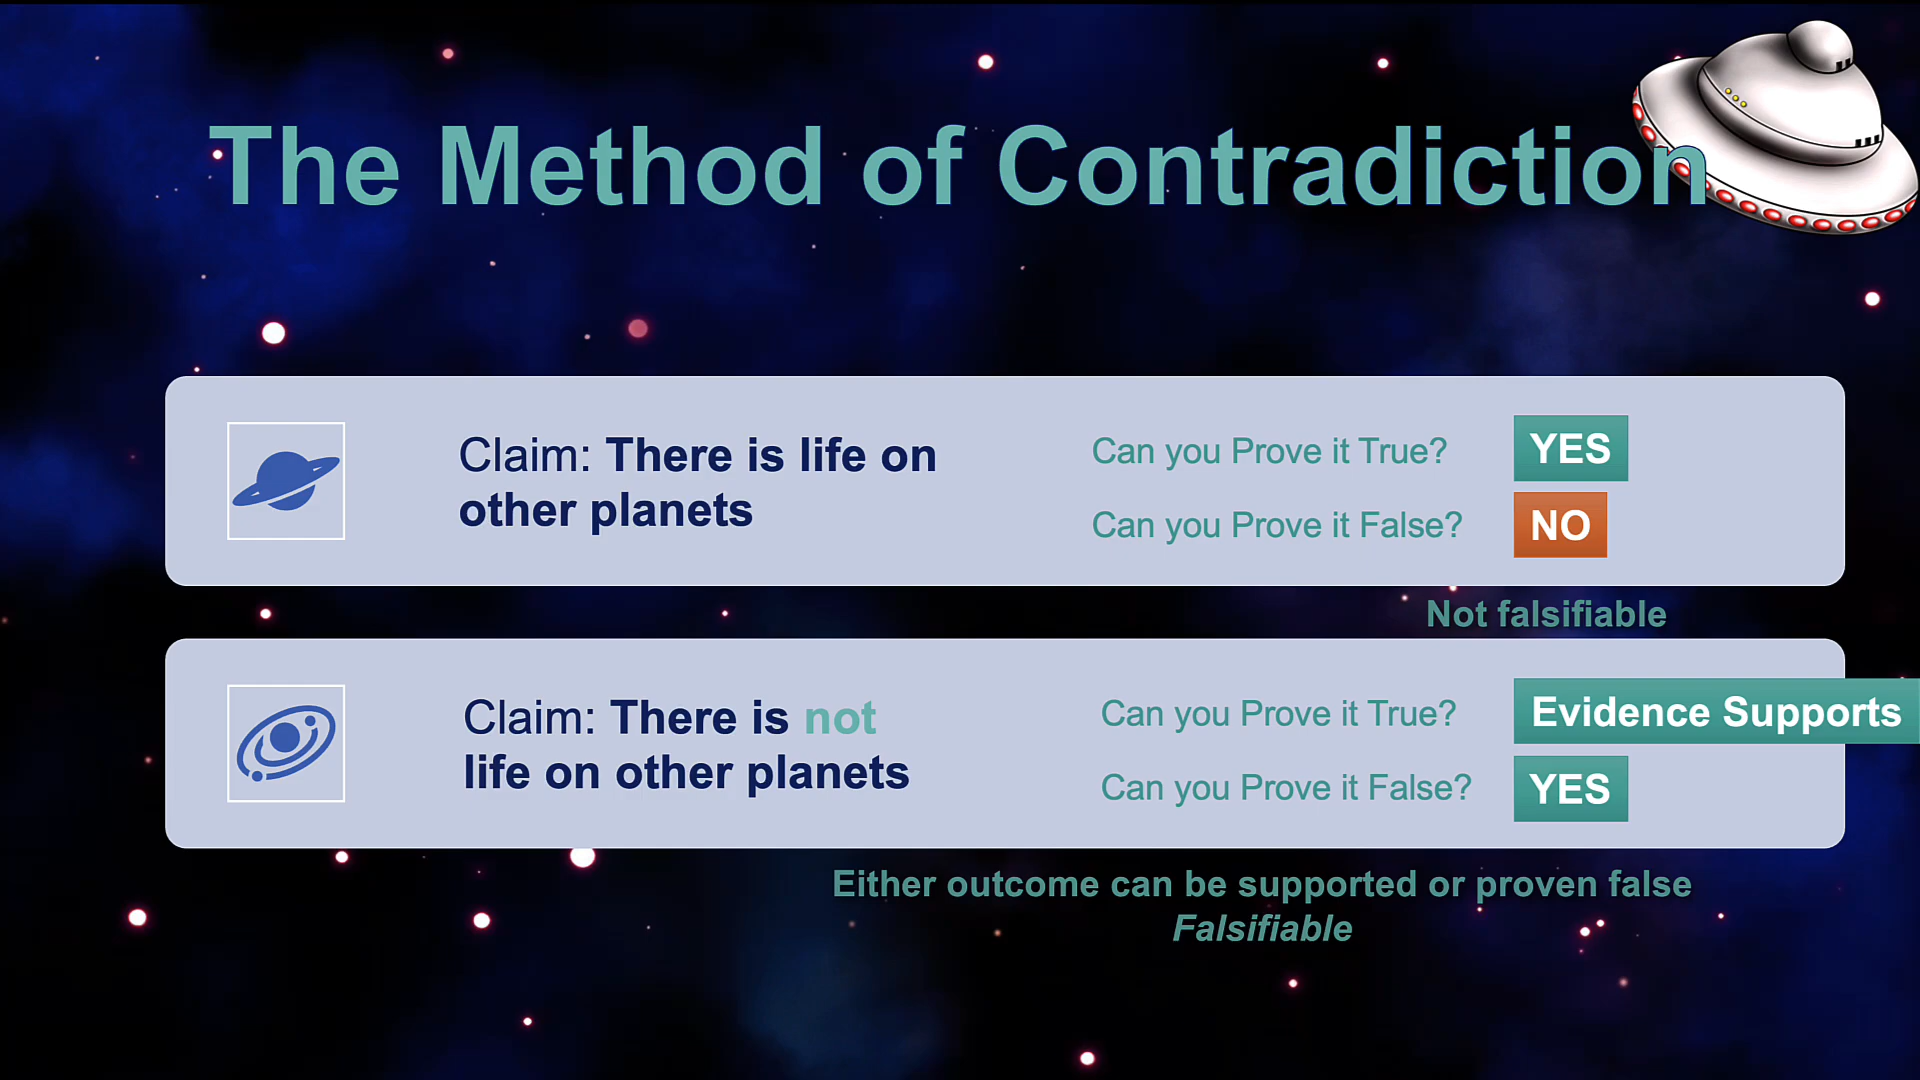 The Method of Contradiction
Claim: There is life on
other planets
Can you Prove it True?
YES
Can you Prove it False?
NO
Not falsifiable
Claim: There is not
life on other planets
Can you Prove it True?
Evidence Supports
Can you Prove it False?
YES
Either outcome can be supported or proven false
Falsifiable